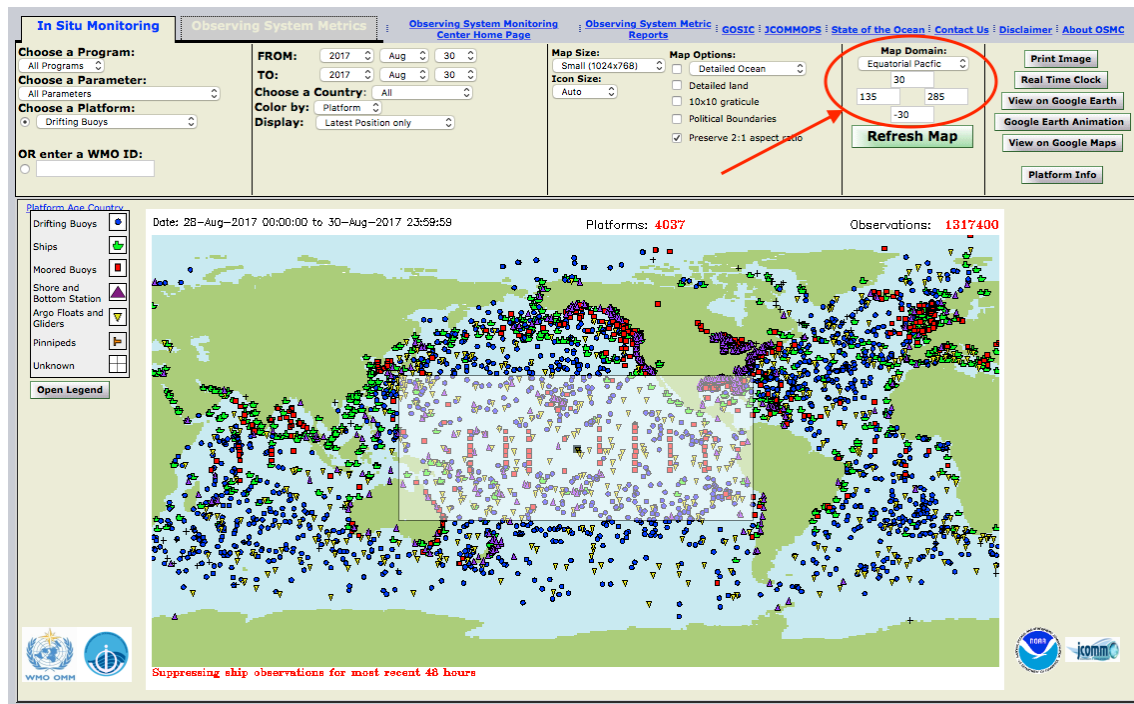 In Situ Monitoring
Observing System Metrics
Observing System Monitoring
Center Home Page
Observing System Metric
Reports
GOSIC
JCOMMOPS
State of the Ocean
Contact Us
Disclaimer
About OSMC
Choose a Program:
All Programs
Choose a Parameter:
All Parameters
Choose a Platform:
Drifting Buoys
OR enter a WMO ID:
FROM: 2017 Aug 30
TO: 2017 Aug 30
Choose a Country: All
Color by: Platform
Display: Latest Position only
Map Size:
Small (1024x768)
Icon Size:
Auto
Map Options:
Detailed Ocean
Detailed land
10x10 graticule
Political Boundaries
Preserve 2:1 aspect ratio
Map Domain:
Equatorial Pacfic
30
135 285
-30
Refresh Map
Print Image
Real Time Clock
View on Google Earth
Google Earth Animation
View on Google Maps
Platform Info
Platform Age Country
Drifting Buoys
Ships
Moored Buoys
Shore and
Bottom Station
Argo Floats and
Gliders
Pinnipeds
Unknown
Open Legend
Date: 28-Aug-2017 00:00:00 to 30-Aug-2017 23:59:59
Platforms: 4037
Observations: 1317400
Suppressing ship observations for most recent 48 hours
WMO OMM
NOAA
jcomm